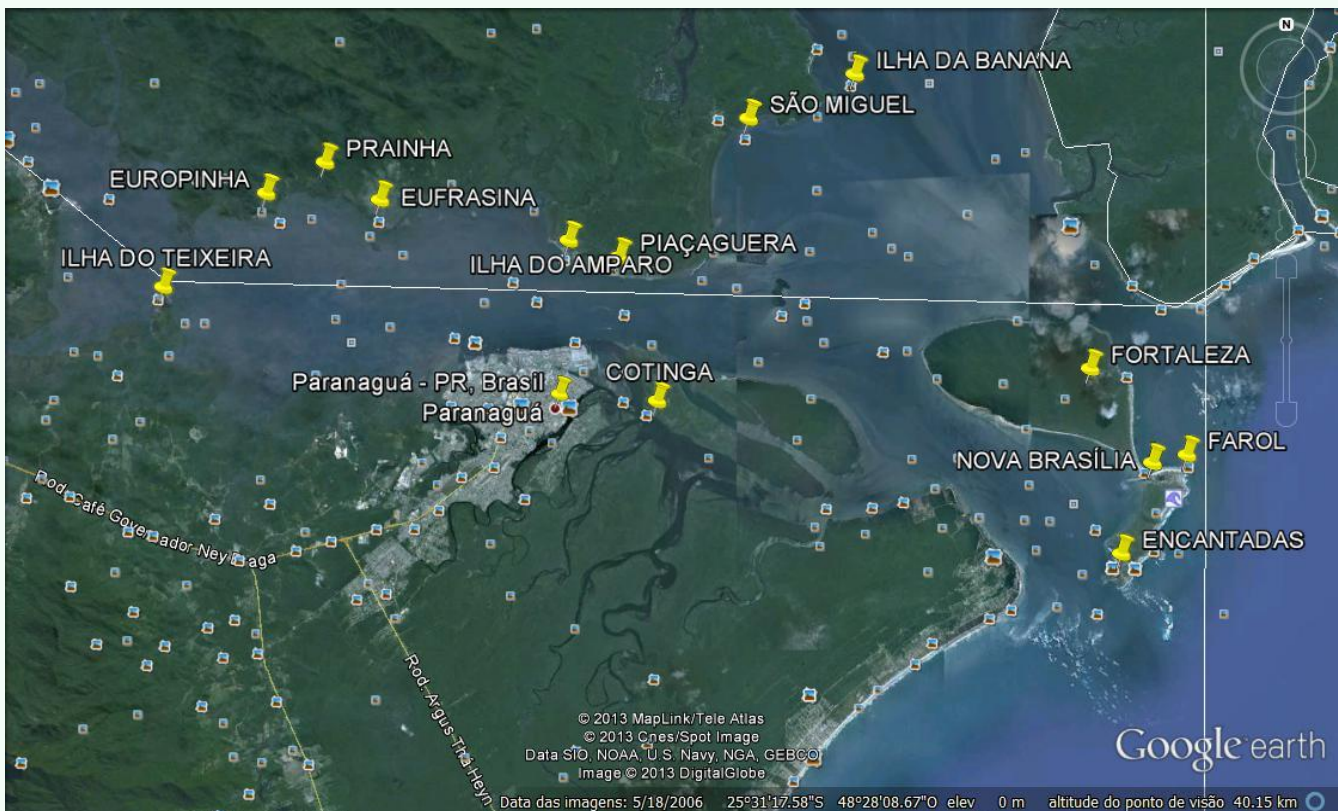 N
ILHA DA BANANA
SÃO MIGUEL
PRAINHA
EUROPINHA
EUFRASINA
PIAÇAGUERA
ILHA DO TEIXEIRA
ILHA DO AMPARO
FORTALEZA
COTINGA
Paranaguá - PR, Brasil
Paranaguá
FAROL
NOVA BRASÍLIA
Rod. Café Governador Ney Braga
ENCANTADAS
Rod. Argus Thá Heyn
© 2013 MapLink/Tele Atlas
© 2013 Cnes/Spot Image
Data SIO, NOAA, U.S. Navy, NGA, GEBCO
Image © 2013 DigitalGlobe
Google earth
Data das imagens: 5/18/2006 25°31'17.58"S 48°28'08.67"O elev 0 m altitude do ponto de visão 40.15 km